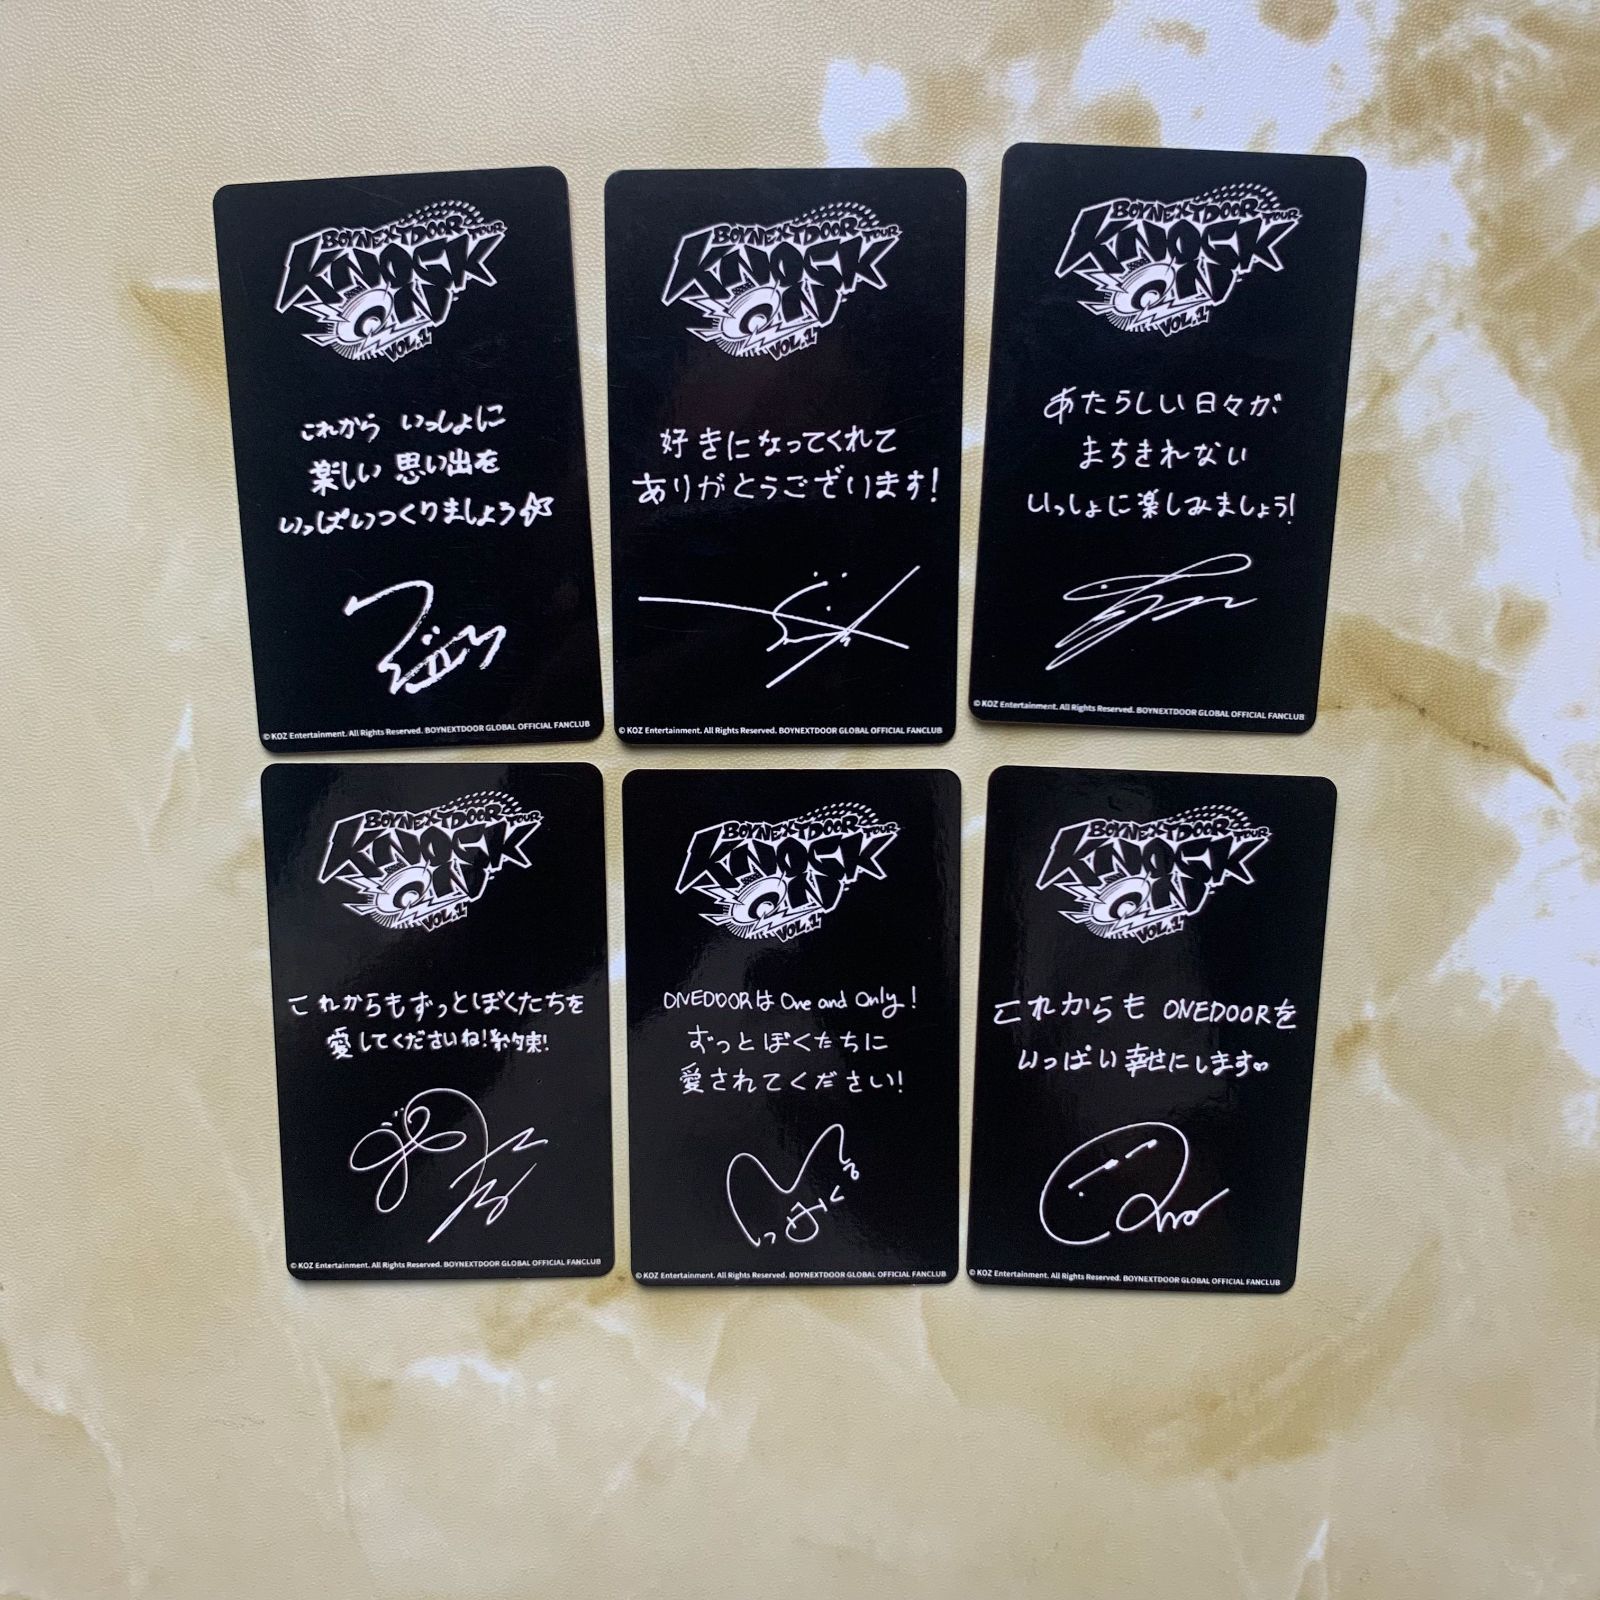 BOYNEXTDOOR TOUR
KNOCK
ON
VOL.1
これから いっしょに
楽しい 思い出を
いっぱいつくりましょう☆
© KOZ Entertainment. All Rights Reserved. BOYNEXTDOOR GLOBAL OFFICIAL FANCLUB
BOYNEXTDOOR TOUR
KNOCK
ON
VOL.1
好きになってくれて
ありがとうございます!
© KOZ Entertainment. All Rights Reserved. BOYNEXTDOOR GLOBAL OFFICIAL FANCLUB
BOYNEXTDOOR TOUR
KNOCK
ON
VOL.1
あたらしい日々が
まちきれない
いっしょに楽しみましょう!
© KOZ Entertainment. All Rights Reserved. BOYNEXTDOOR GLOBAL OFFICIAL FANCLUB
BOYNEXTDOOR TOUR
KNOCK
ON
VOL.1
これからもずっとぼくたちを
愛してくださいね!約束!
© KOZ Entertainment. All Rights Reserved. BOYNEXTDOOR GLOBAL OFFICIAL FANCLUB
BOYNEXTDOOR TOUR
KNOCK
ON
VOL.1
ONEDOORは One and Only!
ずっと ぼくたちに
愛されてください!
© KOZ Entertainment. All Rights Reserved. BOYNEXTDOOR GLOBAL OFFICIAL FANCLUB
BOYNEXTDOOR TOUR
KNOCK
ON
VOL.1
これからも ONEDOORを
いっぱい 幸せにします♡
© KOZ Entertainment. All Rights Reserved. BOYNEXTDOOR GLOBAL OFFICIAL FANCLUB